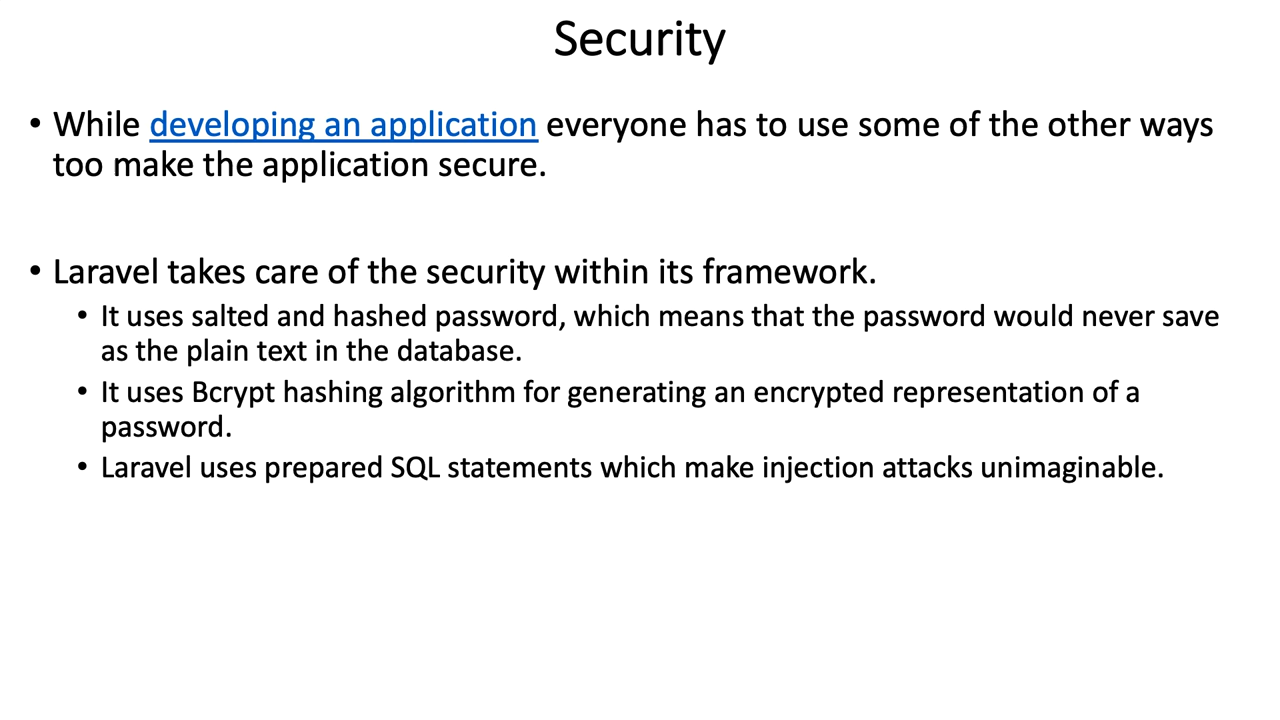 Security
• While developing an application everyone has to use some of the other ways
too make the application secure.
• Laravel takes care of the security within its framework.
• It uses salted and hashed password, which means that the password would never save
as the plain text in the database.
• It uses Bcrypt hashing algorithm for generating an encrypted representation of a
password.
• Laravel uses prepared SQL statements which make injection attacks unimaginable.